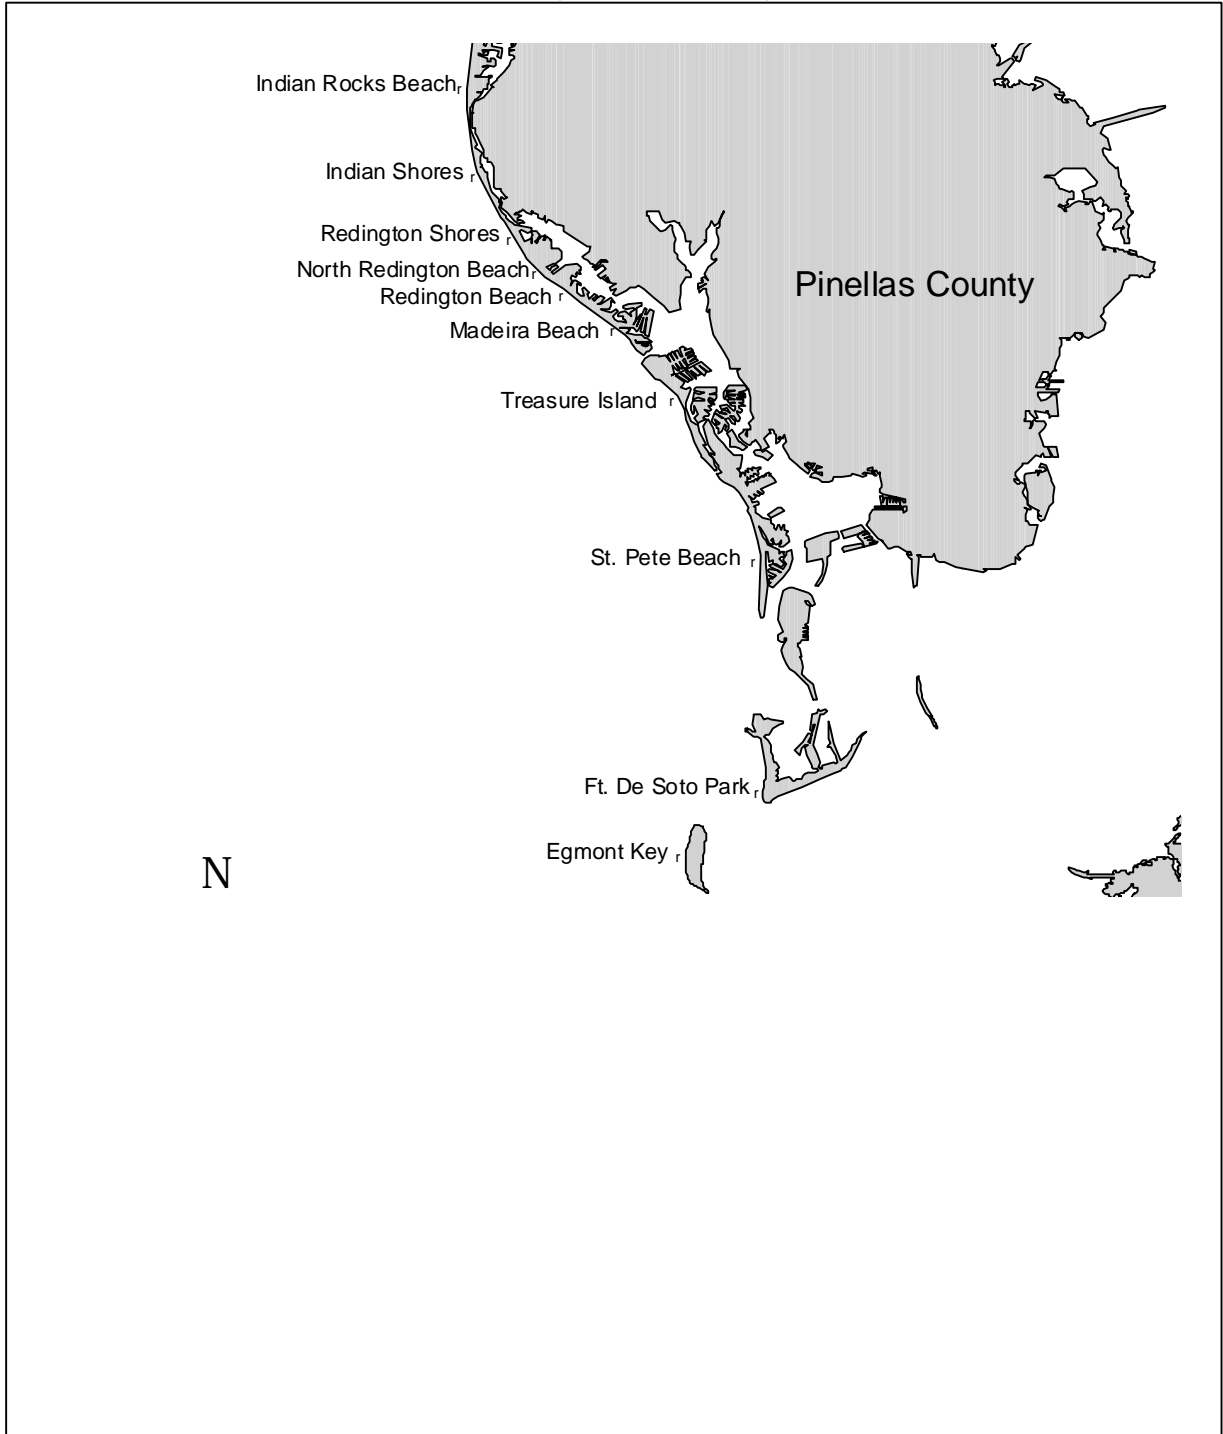 Indian Rocks Beach r
Indian Shores r
Redington Shores r
North Redington Beach r
Pinellas County
Redington Beach r
Madeira Beach r
Treasure Island r
St. Pete Beach r
Ft. De Soto Park r
Egmont Key r
N